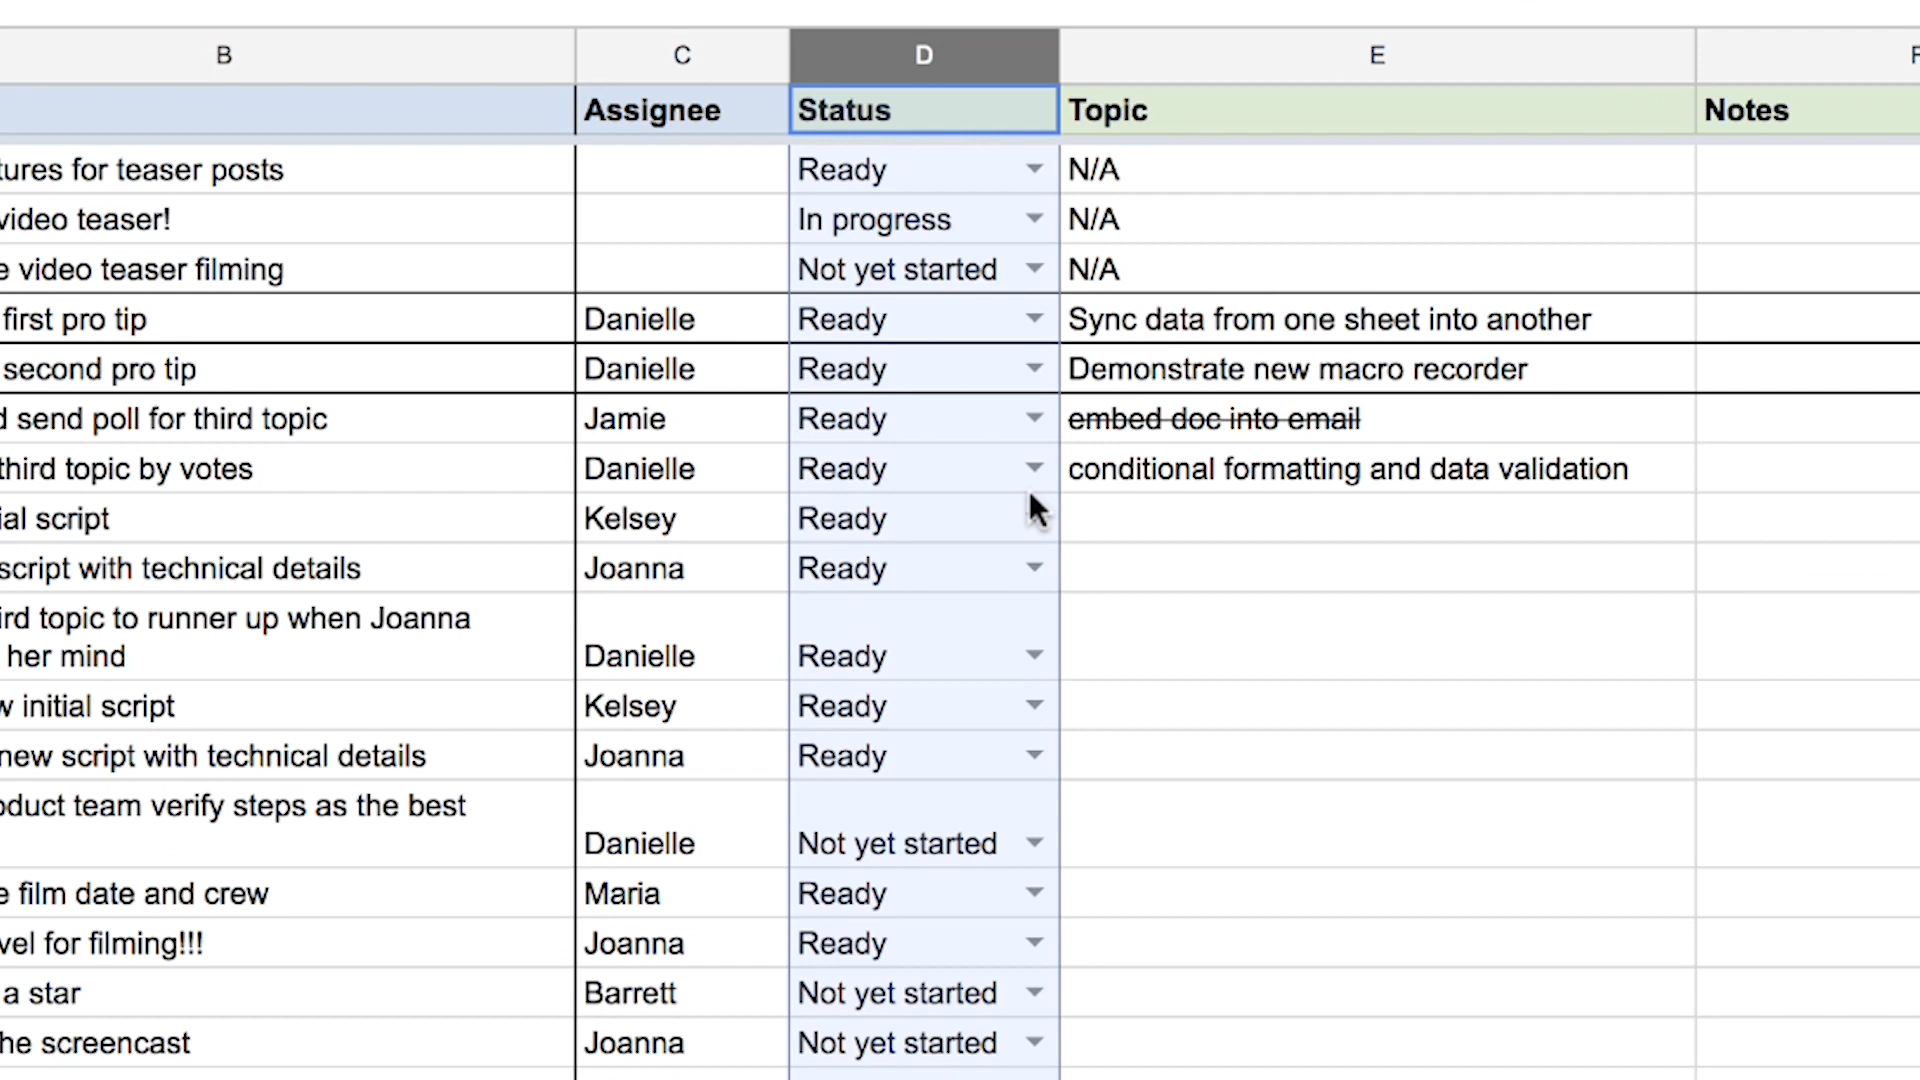 B C D E F
Assignee Status Topic Notes
tures for teaser posts Ready N/A
video teaser! In progress N/A
e video teaser filming Not yet started N/A
first pro tip Danielle Ready Sync data from one sheet into another
second pro tip Danielle Ready Demonstrate new macro recorder
d send poll for third topic Jamie Ready embed doc into email
third topic by votes Danielle Ready conditional formatting and data validation
ial script Kelsey Ready
script with technical details Joanna Ready
ird topic to runner up when Joanna
her mind Danielle Ready
w initial script Kelsey Ready
new script with technical details Joanna Ready
oduct team verify steps as the best
Danielle Not yet started
e film date and crew Maria Ready
vel for filming!!! Joanna Ready
a star Barrett Not yet started
he screencast Joanna Not yet started